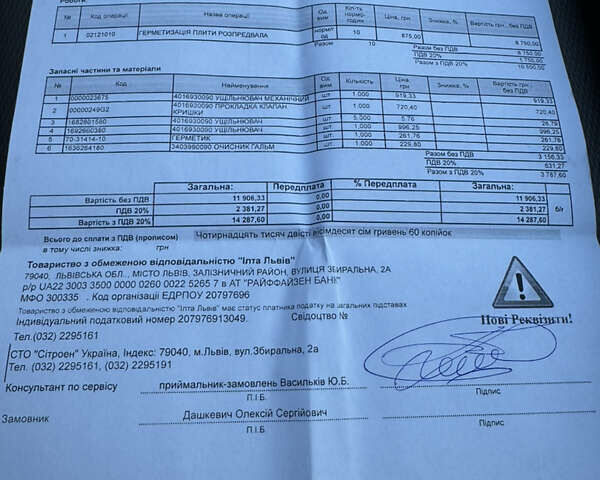 Роботи
№ Код операції Назва операції Од. вим Кіл-ть нормо-годин Ціна, грн Знижка, % Вартість, грн без ПДВ
1 02121010 ГЕРМЕТИЗАЦІЯ ПЛИТИ РОЗПРЕДВАЛА 10 875,00 8 750,00
Разом 10 Разом без ПДВ 8 750,00
ПДВ 20% 1 750,00
Разом з ПДВ 20% 10 500,00
Запасні частини та матеріали
№ Код Найменування Од. вим Кількість Ціна, грн Знижка, % Вартість грн без ПДВ
1 00000023675 4016930090 УЩІЛЬНЮВАЧ МЕХАНІЧНИЙ шт. 1.000 919,33 919,33
2 00000249G2 4016930090 ПРОКЛАДКА КЛАПАН КРИШКИ шт. 1.000 720,40 720,40
3 1682601580 4016930090 УЩІЛЬНЮВАЧ шт. 5.000 5.76 28,79
4 1692660380 4016930090 УЩІЛЬНЮВАЧ шт. 1.000 996,25 996,25
5 70-31414-10 ГЕРМЕТИК шт. 1.000 261,76 261,76
6 1636264180 3403990090 ОЧИСНИК ГАЛЬМ шт. 1.000 229,80 229,80
Разом без ПДВ 3 156,33
ПДВ 20% 631,27
Разом з ПДВ 20% 3 787,60
Загальна: Передплата % Передплати Загальна:
Вартість без ПДВ 11 906,33 0,00 11 906,33
ПДВ 20% 2 381,27 0,00 2 381,27 б/г
Вартість з ПДВ 20% 14 287,60 0,00 14 287,60
Всього до сплати з ПДВ (прописом) Чотирнадцять тисяч двісті вісімдесят сім гривень 60 копійок
в тому числі знижка: грн
Товариство з обмеженою відповідальністю "Ілта Львів"
79040, ЛЬВІВСЬКА ОБЛ., МІСТО ЛЬВІВ, ЗАЛІЗНИЧНИЙ РАЙОН, ВУЛИЦЯ ЗБИРАЛЬНА, 2А
р/р UA22 3003 3500 0000 0260 0022 5265 7 в АТ "РАЙФФАЙЗЕН БАНК"
МФО 300335 . Код організації ЕДРПОУ 20797696
Товариство з обмеженою відповідальністю "Ілта Львів" має статус платника податку на загальних підставах
Індивідуальний податковий номер 207976913049. Свідоцтво №
Нові Реквізити!
Тел.(032) 2295161
СТО "Сітроен" Україна, Індекс: 79040, м.Львів, вул.Збиральна, 2а
Тел. (032) 2295161, (032) 2295191
Консультант по сервісу приймальник-замовлень Васильків Ю.Б.
П.І.Б. Підпис
Замовник Дашкевич Олексій Сергійович
П.І.Б. Підпис